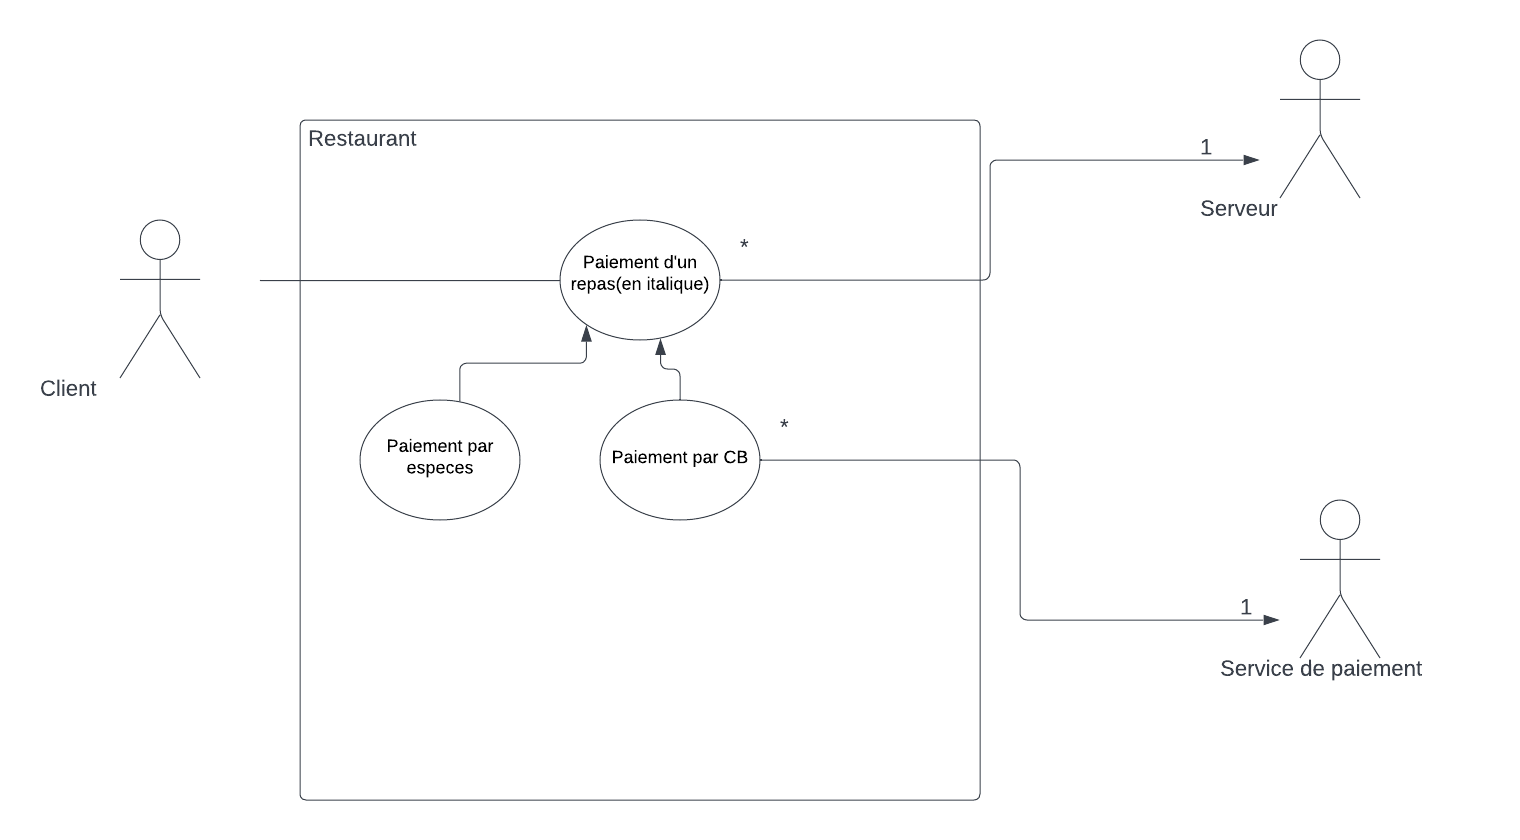 Restaurant
1
Serveur
Paiement d'un
repas(en italique)
*
Client
Paiement par
especes
Paiement par CB
*
1
Service de paiement